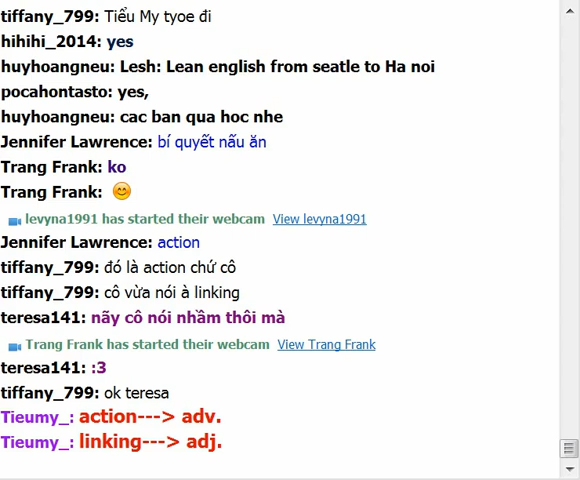 tiffany_799: Tiểu My tyoe đi
hihihi_2014: yes
huyhoangneu: Lesh: Lean english from seatle to Ha noi
pocahontasto: yes,
huyhoangneu: cac ban qua hoc nhe
Jennifer Lawrence: bí quyết nấu ăn
Trang Frank: ko
Trang Frank:
levyna1991 has started their webcam View levyna1991
Jennifer Lawrence: action
tiffany_799: đó là action chứ cô
tiffany_799: cô vừa nói à linking
teresa141: nãy cô nói nhầm thôi mà
Trang Frank has started their webcam View Trang Frank
teresa141: :3
tiffany_799: ok teresa
Tieumy_: action---> adv.
Tieumy_: linking---> adj.